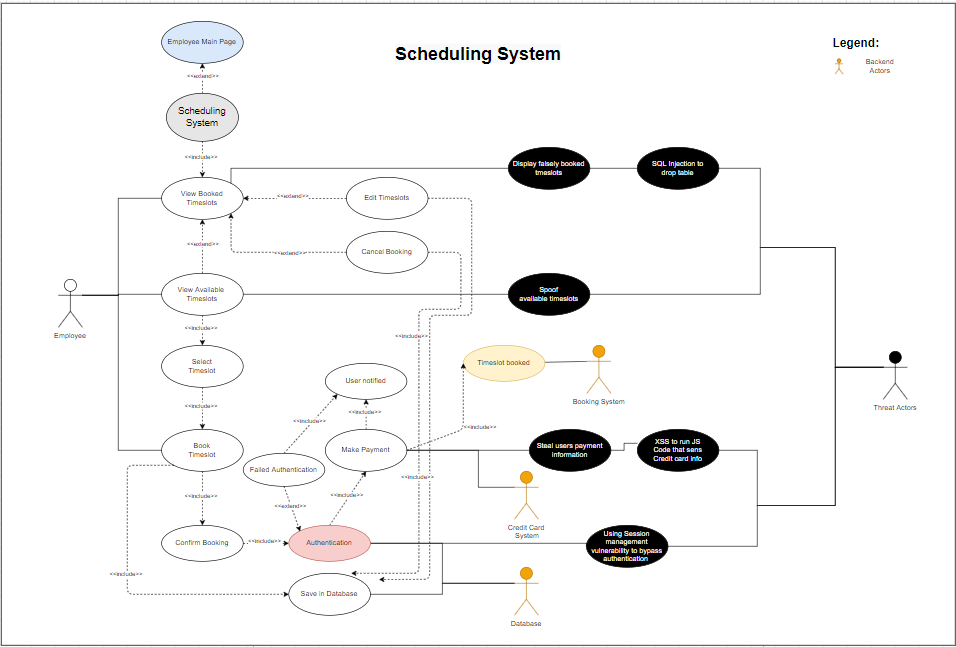 Scheduling System
Legend:
Backend
Actors
Employee Main Page
<<extend>>
Scheduling
System
<<include>>
View Booked
Timeslots
<<extend>>
Edit Timeslots
Display falsely booked
tmeslots
SQL Injection to
drop table
<<extend>>
<<extend>>
Cancel Booking
View Available
Timeslots
Spoof
available timeslots
Employee
<<include>>
<<include>>
Select
Timeslot
Timeslot booked
Booking System
User notified
Threat Actors
<<include>>
<<include>>
<<include>>
<<include>>
Book
Timeslot
Make Payment
Steal users payment
information
XSS to run JS
Code that sens
Credit card info
Failed Authentication
<<include>>
<<include>>
<<include>>
<<extend>>
Credit Card
System
Confirm Booking
<<include>>
Authentication
Using Session
management
vulnerability to bypass
authentication
<<include>>
Save in Database
Database